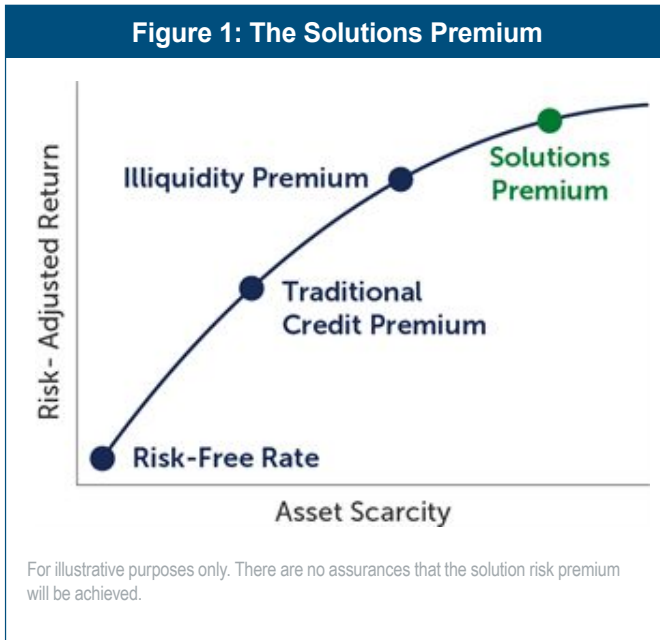 Figure 1: The Solutions Premium
Risk- Adjusted Return
Illiquidity Premium
Solutions
Premium
Traditional
Credit Premium
Risk-Free Rate
Asset Scarcity
For illustrative purposes only. There are no assurances that the solution risk premium
will be achieved.